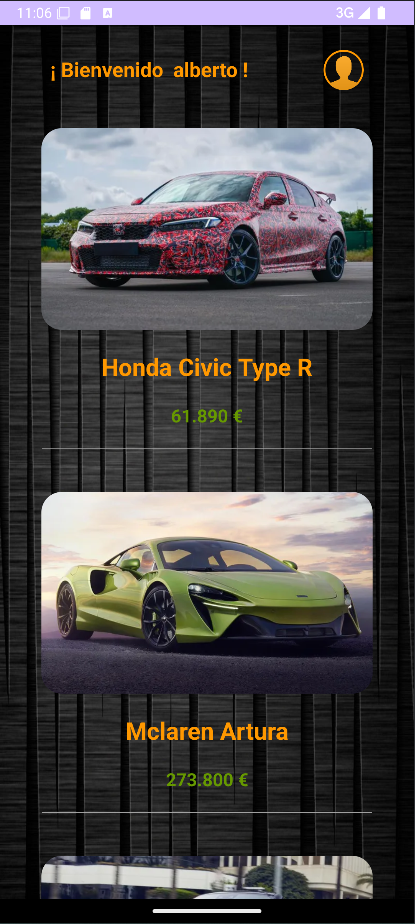 11:06
3G
¡ Bienvenido alberto !
Honda Civic Type R
61.890 €
Mclaren Artura
273.800 €